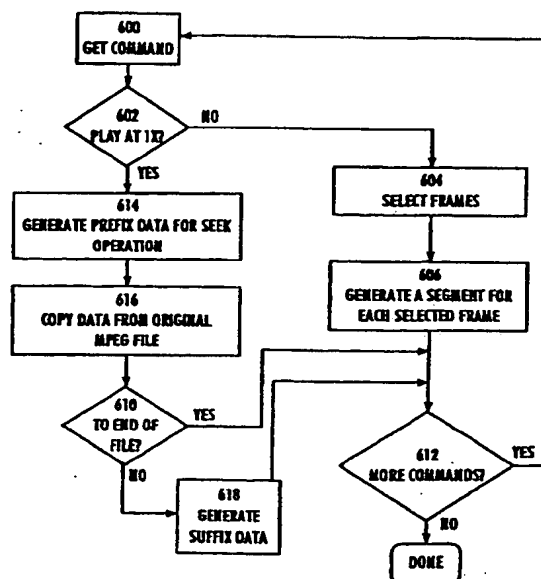 600
GET COMMAND
602
PLAY AT 1X?
NO
YES
604
SELECT FRAMES
614
GENERATE PREFIX DATA FOR SEEK
OPERATION
606
GENERATE A SEGMENT FOR
EACH SELECTED FRAME
616
COPY DATA FROM ORIGINAL
MPEG FILE
610
TO END OF
FILE?
YES
NO
612
MORE COMMANDS?
YES
618
GENERATE
SUFFIX DATA
NO
DONE